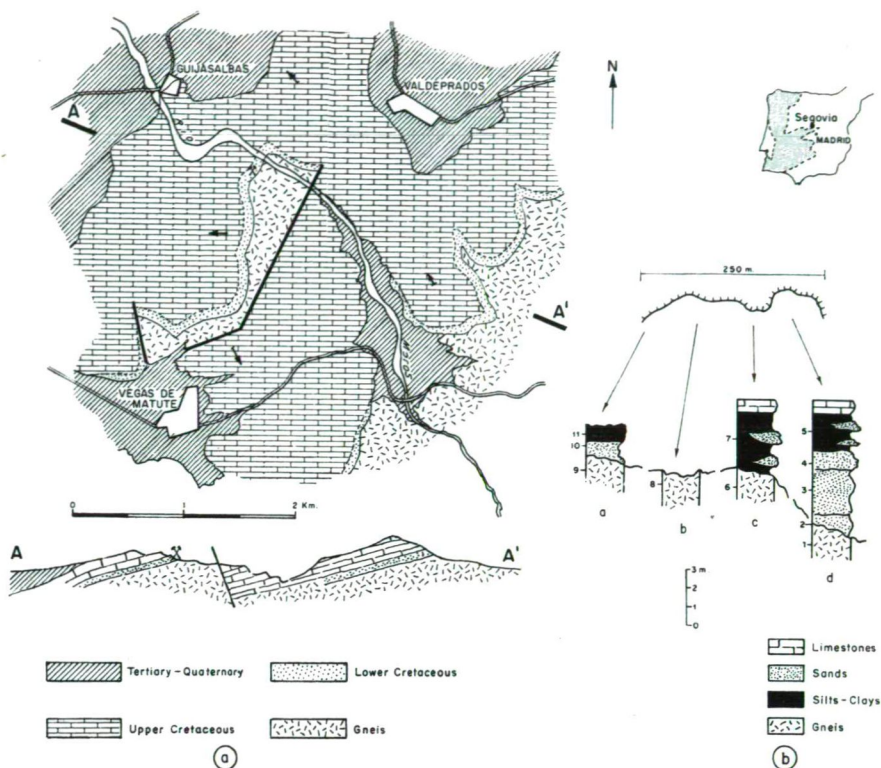 GUIJASALBAS
VALDEPRADOS
A
A'
VEGAS DE
MATUTE
0 1 2 Km.
A A'
Tertiary-Quaternary
Lower Cretaceous
Upper Cretaceous
Gneis
a
N
Segovia
MADRID
250 m.
11
10
9
a
8
b
7
6
c
5
4
3
2
1
d
3 m
2
1
0
Limestones
Sands
Silts-Clays
Gneis
b